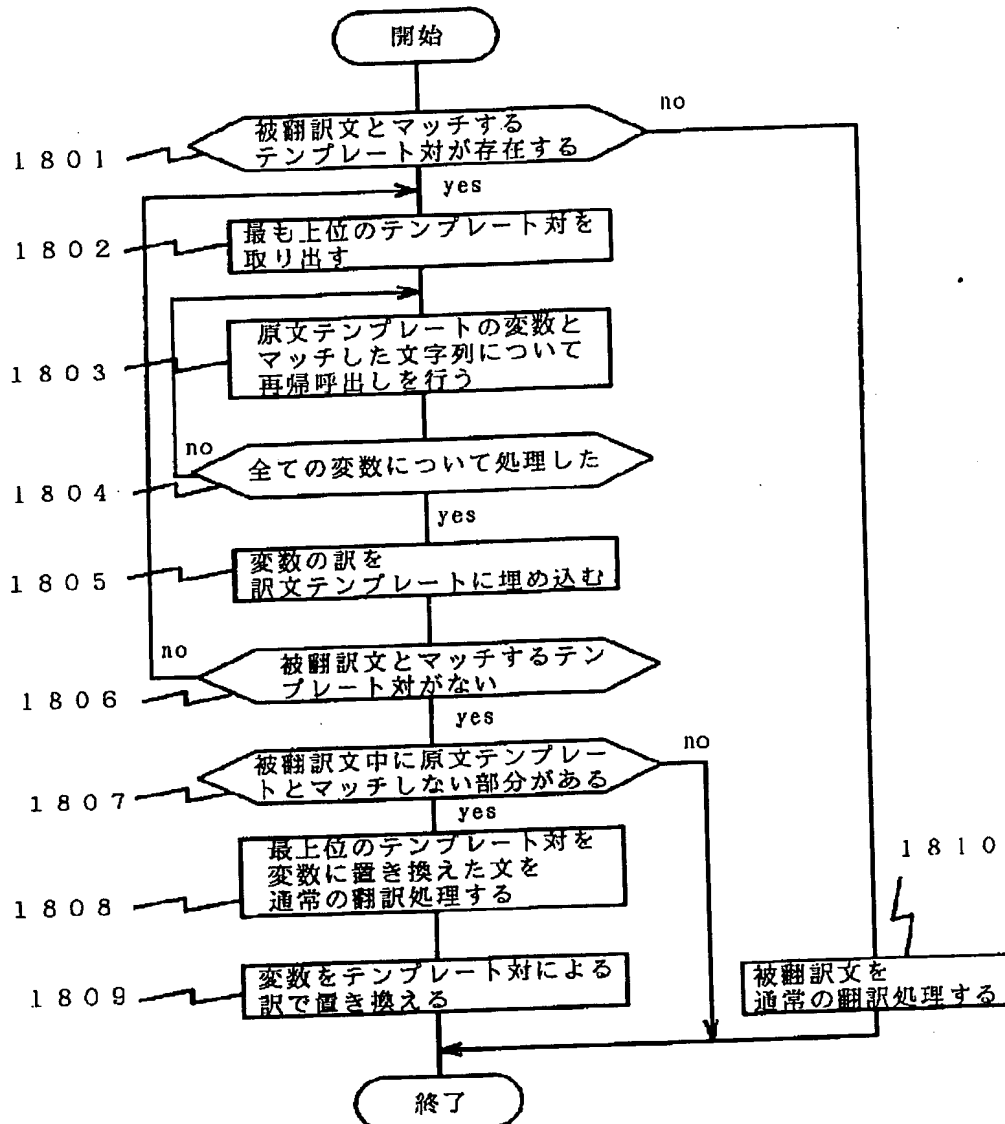 開始
no
被翻訳文とマッチする
テンプレート対が存在する
1801
yes
最も上位のテンプレート対を
取り出す
1802
原文テンプレートの変数と
マッチした文字列について
再帰呼出しを行う
1803
no
全ての変数について処理した
1804
yes
変数の訳を
訳文テンプレートに埋め込む
1805
no
被翻訳文とマッチするテン
プレート対がない
1806
yes
no
被翻訳文中に原文テンプレー
トとマッチしない部分がある
1807
yes
最上位のテンプレート対を
変数に置き換えた文を
通常の翻訳処理する
1808
1810
変数をテンプレート対による
訳で置き換える
1809
被翻訳文を
通常の翻訳処理する
終了